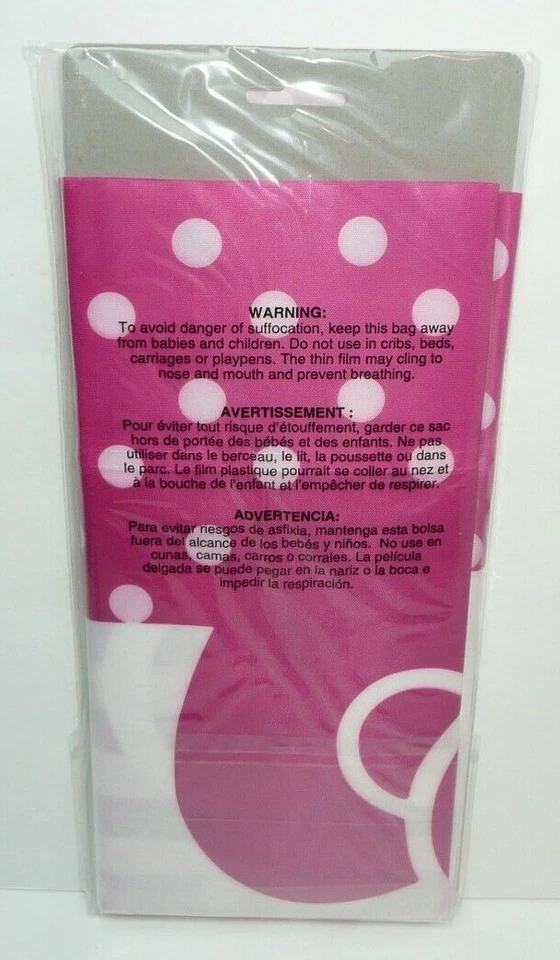 WARNING:
To avoid danger of suffocation, keep this bag away
from babies and children. Do not use in cribs, beds,
carriages or playpens. The thin film may cling to
nose and mouth and prevent breathing.
AVERTISSEMENT :
Pour éviter tout risque d'étouffement, garder ce sac
hors de portée des bébés et des enfants. Ne pas
utiliser dans le berceau, le lit, la poussette ou dans
le parc. Le film plastique pourrait se coller au nez et
à la bouche de l'enfant et l'empêcher de respirer.
ADVERTENCIA:
Para evitar riesgos de asfixia, mantenga esta bolsa
fuera del alcance de los bebés y niños. No use en
cunas, camas, carros o corrales. La película
delgada se puede pegar en la nariz o la boca e
impedir la respiración.